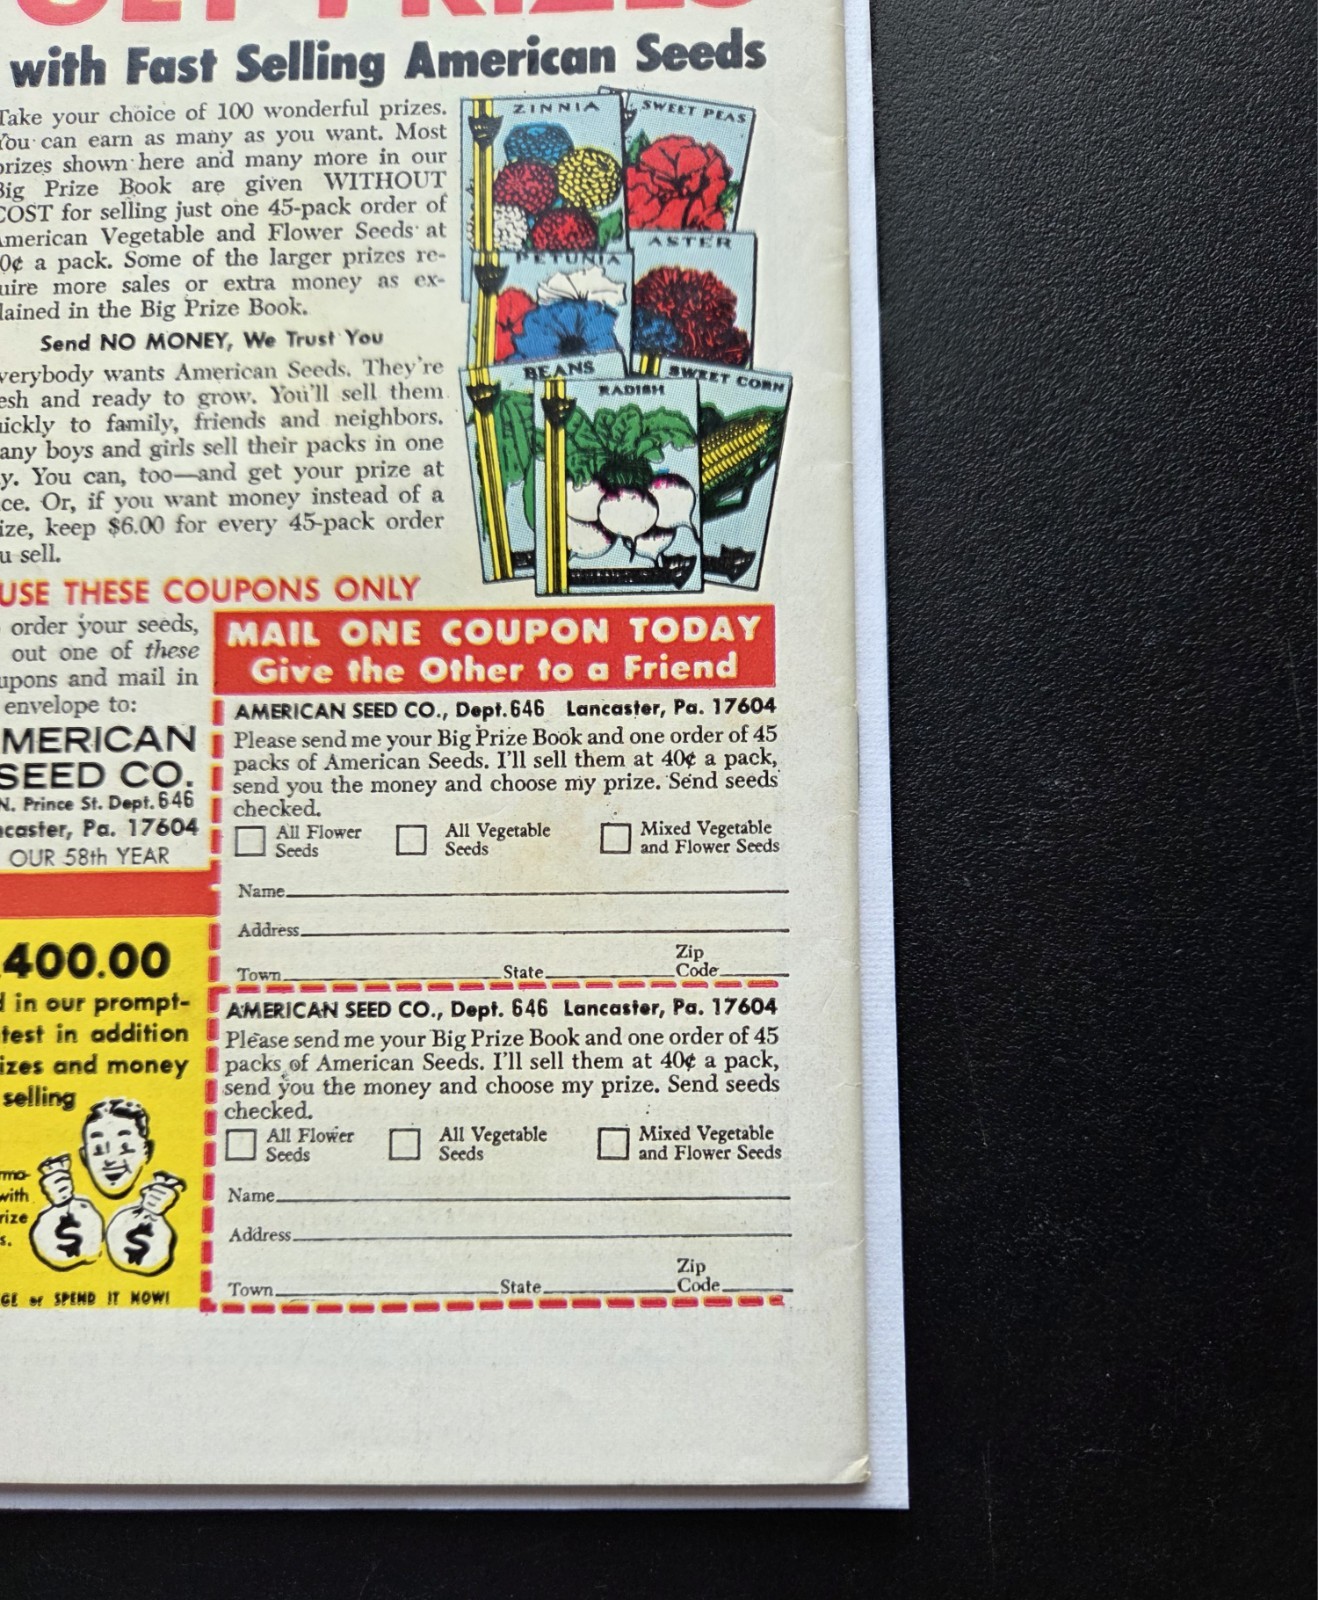 GET PRIZES
with Fast Selling American Seeds
Take your choice of 100 wonderful prizes.
You can earn as many as you want. Most
prizes shown here and many more in our
Big Prize Book are given WITHOUT
COST for selling just one 45-pack order of
American Vegetable and Flower Seeds at
0¢ a pack. Some of the larger prizes re-
uire more sales or extra money as ex-
lained in the Big Prize Book.
Send NO MONEY, We Trust You
verybody wants American Seeds. They're
esh and ready to grow. You'll sell them
uickly to family, friends and neighbors.
any boys and girls sell their packs in one
y. You can, too—and get your prize at
ce. Or, if you want money instead of a
ize, keep $6.00 for every 45-pack order
u sell.
ZINNIA
SWEET PEAS
PETUNIA
ASTER
BEANS
RADISH
SWEET CORN
USE THESE COUPONS ONLY
order your seeds,
out one of these
upons and mail in
envelope to:
MERICAN
SEED CO.
N. Prince St. Dept. 646
ncaster, Pa. 17604
OUR 58th YEAR
400.00
d in our prompt-
test in addition
izes and money
selling
mo-
with
rize
s.
$ $
GE or SPEND IT NOW!
MAIL ONE COUPON TODAY
Give the Other to a Friend
AMERICAN SEED CO., Dept. 646 Lancaster, Pa. 17604
Please send me your Big Prize Book and one order of 45
packs of American Seeds. I'll sell them at 40¢ a pack,
send you the money and choose my prize. Send seeds
checked.
All Flower Seeds
All Vegetable Seeds
Mixed Vegetable and Flower Seeds
Name
Address
Town State Zip Code
AMERICAN SEED CO., Dept. 646 Lancaster, Pa. 17604
Please send me your Big Prize Book and one order of 45
packs of American Seeds. I'll sell them at 40¢ a pack,
send you the money and choose my prize. Send seeds
checked.
All Flower Seeds
All Vegetable Seeds
Mixed Vegetable and Flower Seeds
Name
Address
Town State Zip Code